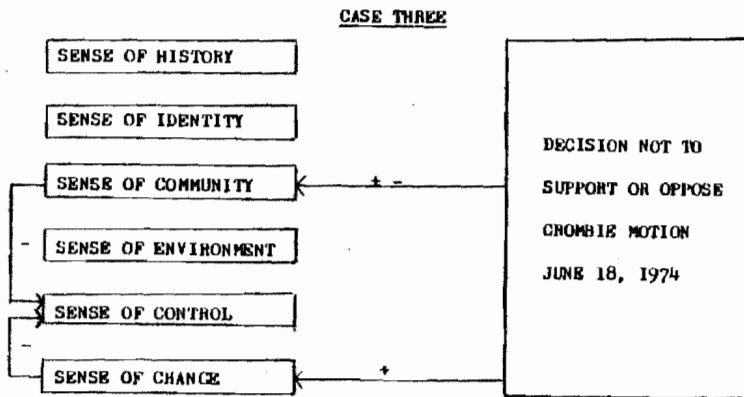 CASE THREE
SENSE OF HISTORY
SENSE OF IDENTITY
SENSE OF COMMUNITY
+ -
SENSE OF ENVIRONMENT
-
SENSE OF CONTROL
-
SENSE OF CHANGE
+
DECISION NOT TO
SUPPORT OR OPPOSE
CROMBIE MOTION
JUNE 18, 1974